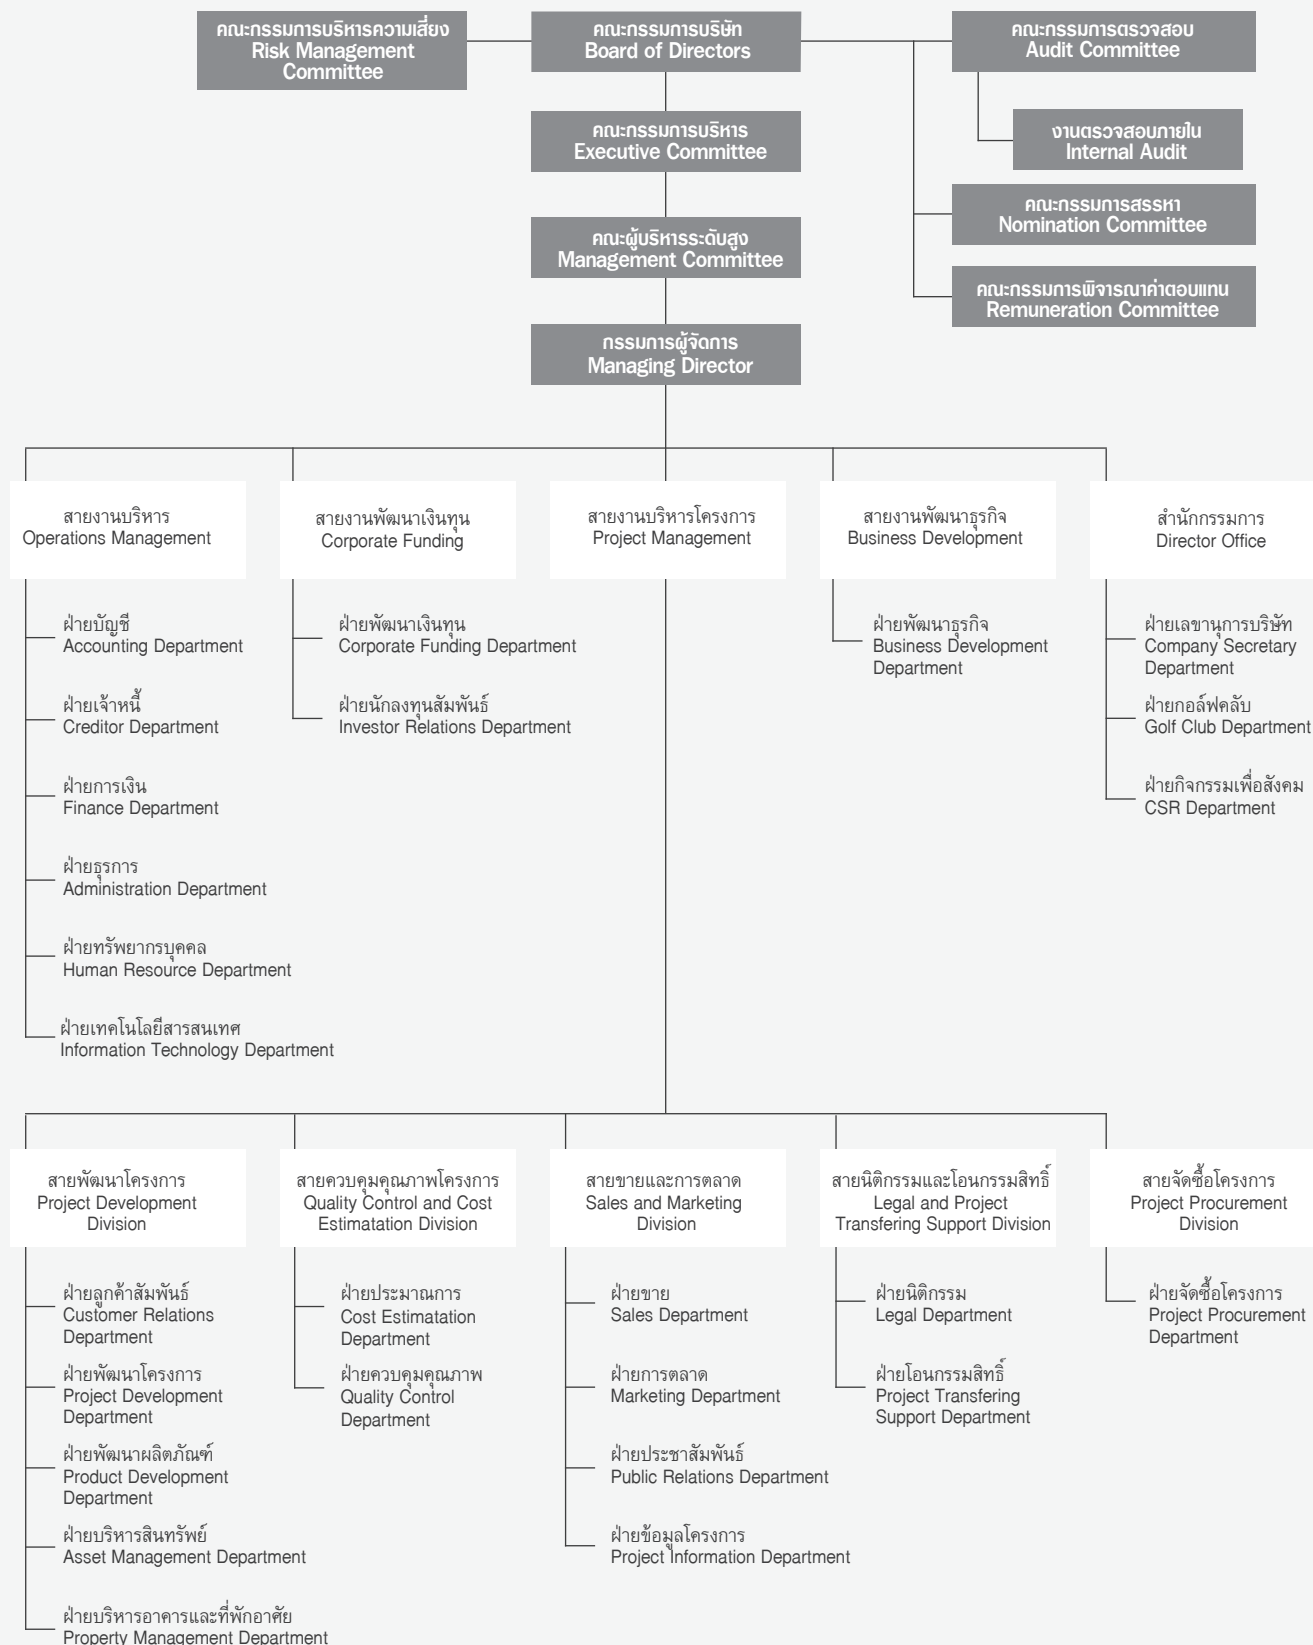 คณะกรรมการบริหารความเสี่ยง
Risk Management
Committee
คณะกรรมการบริษัท
Board of Directors
คณะกรรมการตรวจสอบ
Audit Committee
งานตรวจสอบภายใน
Internal Audit
คณะกรรมการบริหาร
Executive Committee
คณะกรรมการสรรหา
Nomination Committee
คณะผู้บริหารระดับสูง
Management Committee
คณะกรรมการพิจารณาค่าตอบแทน
Remuneration Committee
กรรมการผู้จัดการ
Managing Director
สายงานบริหาร
Operations Management
สายงานพัฒนาเงินทุน
Corporate Funding
สายงานบริหารโครงการ
Project Management
สายงานพัฒนาธุรกิจ
Business Development
สำนักกรรมการ
Director Office
ฝ่ายบัญชี
Accounting Department
ฝ่ายเจ้าหนี้
Creditor Department
ฝ่ายการเงิน
Finance Department
ฝ่ายธุรการ
Administration Department
ฝ่ายทรัพยากรบุคคล
Human Resource Department
ฝ่ายเทคโนโลยีสารสนเทศ
Information Technology Department
ฝ่ายพัฒนาเงินทุน
Corporate Funding Department
ฝ่ายนักลงทุนสัมพันธ์
Investor Relations Department
ฝ่ายพัฒนาธุรกิจ
Business Development
Department
ฝ่ายเลขานุการบริษัท
Company Secretary
Department
ฝ่ายกอล์ฟคลับ
Golf Club Department
ฝ่ายกิจกรรมเพื่อสังคม
CSR Department
สายพัฒนาโครงการ
Project Development
Division
สายควบคุมคุณภาพโครงการ
Quality Control and Cost
Estimatation Division
สายขายและการตลาด
Sales and Marketing
Division
สายนิติกรรมและโอนกรรมสิทธิ์
Legal and Project
Transfering Support Division
สายจัดซื้อโครงการ
Project Procurement
Division
ฝ่ายลูกค้าสัมพันธ์
Customer Relations
Department
ฝ่ายพัฒนาโครงการ
Project Development
Department
ฝ่ายพัฒนาผลิตภัณฑ์
Product Development
Department
ฝ่ายบริหารสินทรัพย์
Asset Management Department
ฝ่ายบริหารอาคารและที่พักอาศัย
Property Management Department
ฝ่ายประมาณการ
Cost Estimatation
Department
ฝ่ายควบคุมคุณภาพ
Quality Control
Department
ฝ่ายขาย
Sales Department
ฝ่ายการตลาด
Marketing Department
ฝ่ายประชาสัมพันธ์
Public Relations Department
ฝ่ายข้อมูลโครงการ
Project Information Department
ฝ่ายนิติกรรม
Legal Department
ฝ่ายโอนกรรมสิทธิ์
Project Transfering
Support Department
ฝ่ายจัดซื้อโครงการ
Project Procurement
Department